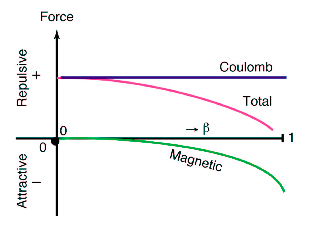 Force
Repulsive
+
Coulomb
Total
0
→ β
1
0
Magnetic
Attractive
−